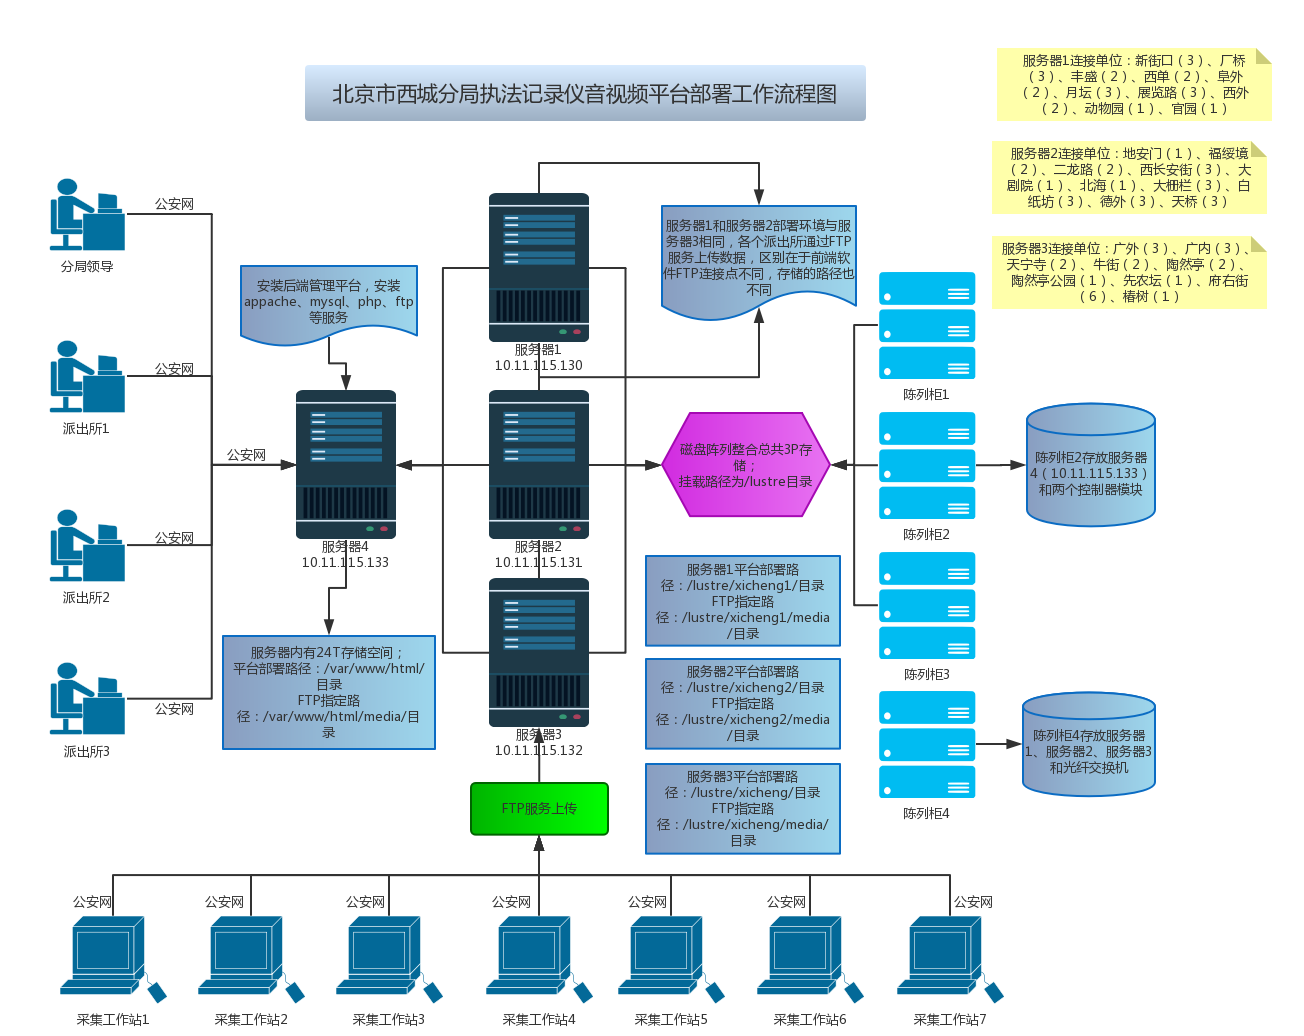 北京市西城分局执法记录仪音视频平台部署工作流程图
服务器1连接单位：新街口（3）、厂桥
（3）、丰盛（2）、西单（2）、阜外
（2）、月坛（3）、展览路（3）、西外
（2）、动物园（1）、官园（1）
服务器2连接单位：地安门（1）、福绥境
（2）、二龙路（2）、西长安街（3）、大
剧院（1）、北海（1）、大栅栏（3）、白
纸坊（3）、德外（3）、天桥（3）
服务器3连接单位：广外（3）、广内（3）、
天宁寺（2）、牛街（2）、陶然亭（2）、
陶然亭公园（1）、先农坛（1）、府右街
（6）、椿树（1）
公安网
分局领导
公安网
派出所1
公安网
派出所2
公安网
派出所3
公安网
安装后端管理平台，安装
appache、mysql、php、ftp
等服务
服务器4
10.11.115.133
服务器内有24T存储空间；
平台部署路径：/var/www/html/
目录
FTP指定路
径：/var/www/html/media/目
录
服务器1
10.11.115.130
服务器2
10.11.115.131
服务器3
10.11.115.132
FTP服务上传
服务器1和服务器2部署环境与服
务器3相同，各个派出所通过FTP
服务上传数据，区别在于前端软
件FTP连接点不同，存储的路径也
不同
磁盘阵列整合总共3P存
储；
挂载路径为/lustre目录
服务器1平台部署路
径：/lustre/xicheng1/目录
FTP指定路
径：/lustre/xicheng1/media
/目录
服务器2平台部署路
径：/lustre/xicheng2/目录
FTP指定路
径：/lustre/xicheng2/media
/目录
服务器3平台部署路
径：/lustre/xicheng/目录
FTP指定路
径：/lustre/xicheng/media/
目录
陈列柜1
陈列柜2
陈列柜3
陈列柜4
陈列柜2存放服务器
4（10.11.115.133）
和两个控制器模块
陈列柜4存放服务器
1、服务器2、服务器3
和光纤交换机
公安网
公安网
公安网
公安网
公安网
公安网
公安网
采集工作站1
采集工作站2
采集工作站3
采集工作站4
采集工作站5
采集工作站6
采集工作站7